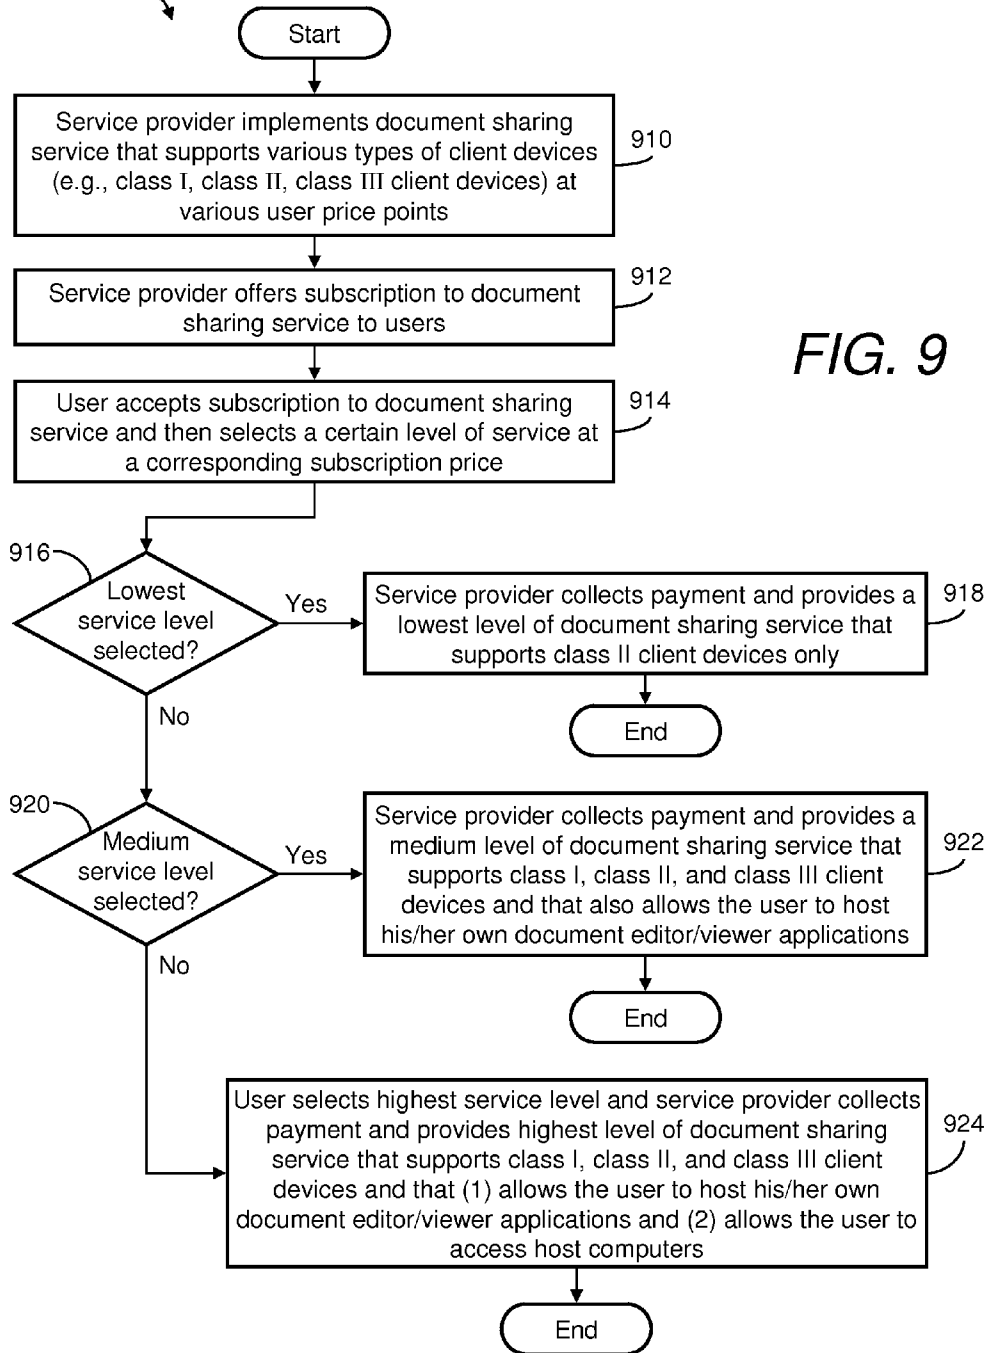 Start
Service provider implements document sharing
service that supports various types of client devices
(e.g., class I, class II, class III client devices) at
various user price points
910
Service provider offers subscription to document
sharing service to users
912
FIG. 9
User accepts subscription to document sharing
service and then selects a certain level of service at
a corresponding subscription price
914
916
Lowest
service level
selected?
Yes
Service provider collects payment and provides a
lowest level of document sharing service that
supports class II client devices only
918
End
No
920
Medium
service level
selected?
Yes
Service provider collects payment and provides a
medium level of document sharing service that
supports class I, class II, and class III client
devices and that also allows the user to host
his/her own document editor/viewer applications
922
End
No
User selects highest service level and service provider collects
payment and provides highest level of document sharing
service that supports class I, class II, and class III client
devices and that (1) allows the user to host his/her own
document editor/viewer applications and (2) allows the user to
access host computers
924
End